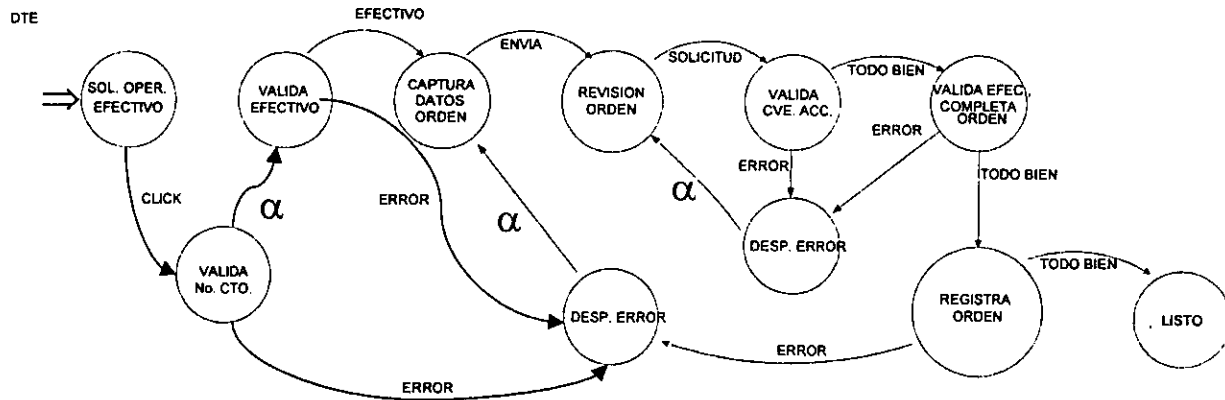 DTE
EFECTIVO
ENVIA
SOLICITUD
TODO BIEN
SOL. OPER.
EFECTIVO
VALIDA
EFECTIVO
CAPTURA
DATOS
ORDEN
REVISION
ORDEN
VALIDA
CVE. ACC.
VALIDA EFEC.,
COMPLETA
ORDEN
ERROR
ERROR
TODO BIEN
CLICK
α
ERROR
α
α
DESP. ERROR
VALIDA
No. CTO.
TODO BIEN
REGISTRA
ORDEN
DESP. ERROR
LISTO
ERROR
ERROR